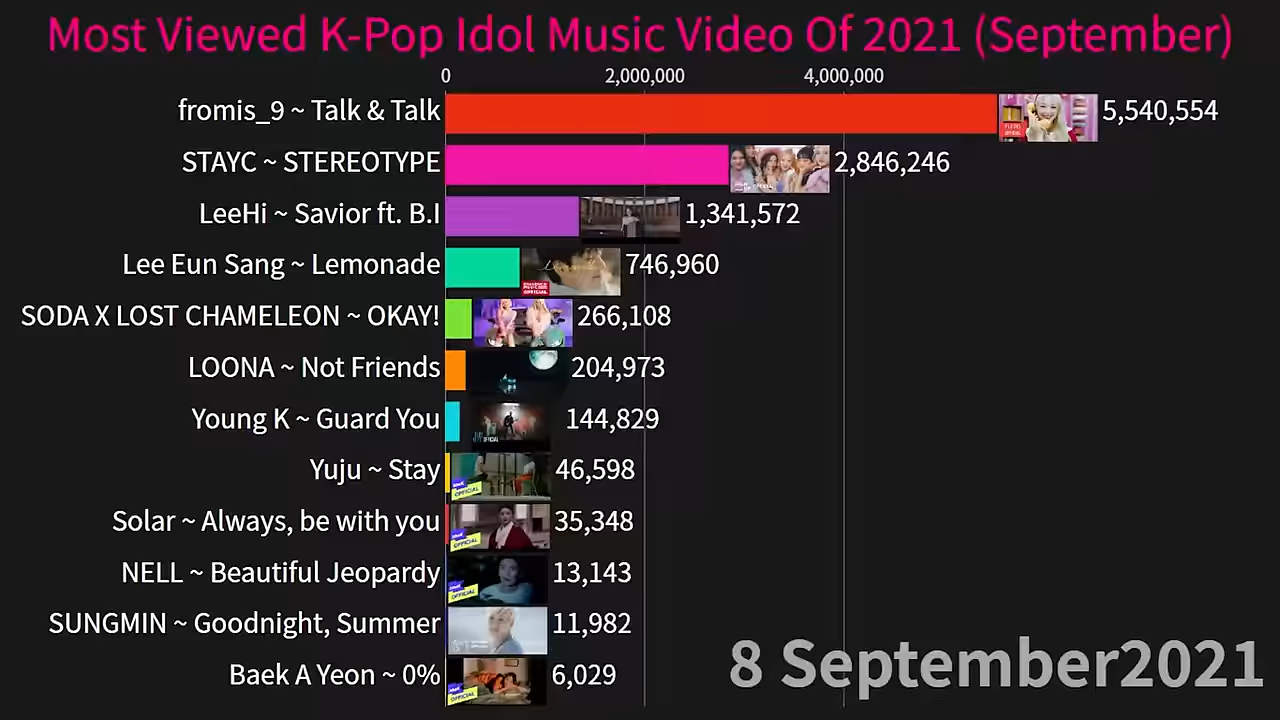 Most Viewed K-Pop Idol Music Video Of 2021 (September)
0 2,000,000 4,000,000
fromis_9 ~ Talk & Talk 5,540,554
STAYC ~ STEREOTYPE 2,846,246
LeeHi ~ Savior ft. B.I 1,341,572
Lee Eun Sang ~ Lemonade 746,960
SODA X LOST CHAMELEON ~ OKAY! 266,108
LOONA ~ Not Friends 204,973
Young K ~ Guard You 144,829
Yuju ~ Stay 46,598
Solar ~ Always, be with you 35,348
NELL ~ Beautiful Jeopardy 13,143
SUNGMIN ~ Goodnight, Summer 11,982
Baek A Yeon ~ 0% 6,029
8 September2021